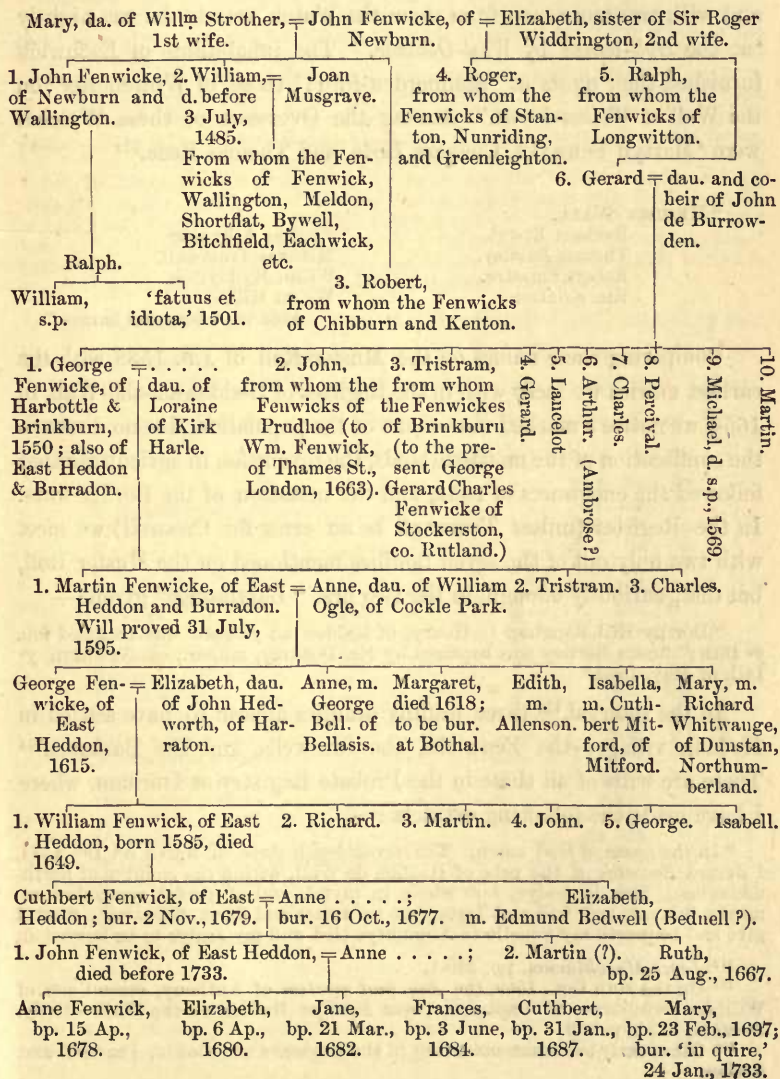 Mary, da. of Willm Strother, = John Fenwicke, of = Elizabeth, sister of Sir Roger
1st wife. Newburn. Widdrington, 2nd wife.
1. John Fenwicke,
of Newburn and
Wallington.
2. William, = Joan
d. before Musgrave.
3 July,
1485.
From whom the Fen-
wicks of Fenwick,
Wallington, Meldon,
Shortflat, Bywell,
Bitchfield, Eachwick,
etc.
4. Roger,
from whom the
Fenwicks of Stan-
ton, Nunriding,
and Greenleighton.
5. Ralph,
from whom the
Fenwicks of
Longwitton.
6. Gerard = dau. and co-
heir of John
de Burrow-
den.
Ralph.
William,
s.p.
'fatuus et
idiota,' 1501.
3. Robert,
from whom the Fenwicks
of Chibburn and Kenton.
1. George = . . . . .
Fenwicke, of dau. of
Harbottle & Loraine
Brinkburn, of Kirk
1550; also of Harle.
East Heddon
& Burradon.
2. John,
from whom the
Fenwicks of
Prudhoe (to
Wm. Fenwick,
of Thames St.,
London, 1663).
3. Tristram,
from whom
the Fenwickes
of Brinkburn
(to the pre-
sent George
Gerard Charles
Fenwicke of
Stockerston,
co. Rutland.)
4. Gerard.
5. Lancelot
6. Arthur. (Ambrose?)
7. Charles.
8. Percival.
9. Michael, d. s.p., 1569.
10. Martin.
1. Martin Fenwicke, of East = Anne, dau. of William
Heddon and Burradon. Ogle, of Cockle Park.
Will proved 31 July,
1595.
2. Tristram. 3. Charles.
George Fen- = Elizabeth, dau.
wicke, of of John Hed-
East worth, of Har-
Heddon, raton.
1615.
Anne, m.
George
Bell. of
Bellasis.
Margaret,
died 1618;
to be bur.
at Bothal.
Edith,
m.
Allenson.
Isabella,
m. Cuth-
bert Mit-
ford, of
Mitford.
Mary, m.
Richard
Whitwange,
of Dunstan,
Northum-
berland.
1. William Fenwick, of East
Heddon, born 1585, died
1649.
2. Richard. 3. Martin. 4. John. 5. George. Isabell.
Cuthbert Fenwick, of East = Anne . . . . . ;
Heddon; bur. 2 Nov., 1679. bur. 16 Oct., 1677.
Elizabeth,
m. Edmund Bedwell (Bednell ?).
1. John Fenwick, of East Heddon, = Anne . . . . . ;
died before 1733.
2. Martin (?).
Ruth,
bp. 25 Aug., 1667.
Anne Fenwick,
bp. 15 Ap.,
1678.
Elizabeth,
bp. 6 Ap.,
1680.
Jane,
bp. 21 Mar.,
1682.
Frances,
bp. 3 June,
1684.
Cuthbert,
bp. 31 Jan.,
1687.
Mary,
bp. 23 Feb., 1697;
bur. 'in quire,'
24 Jan., 1733.